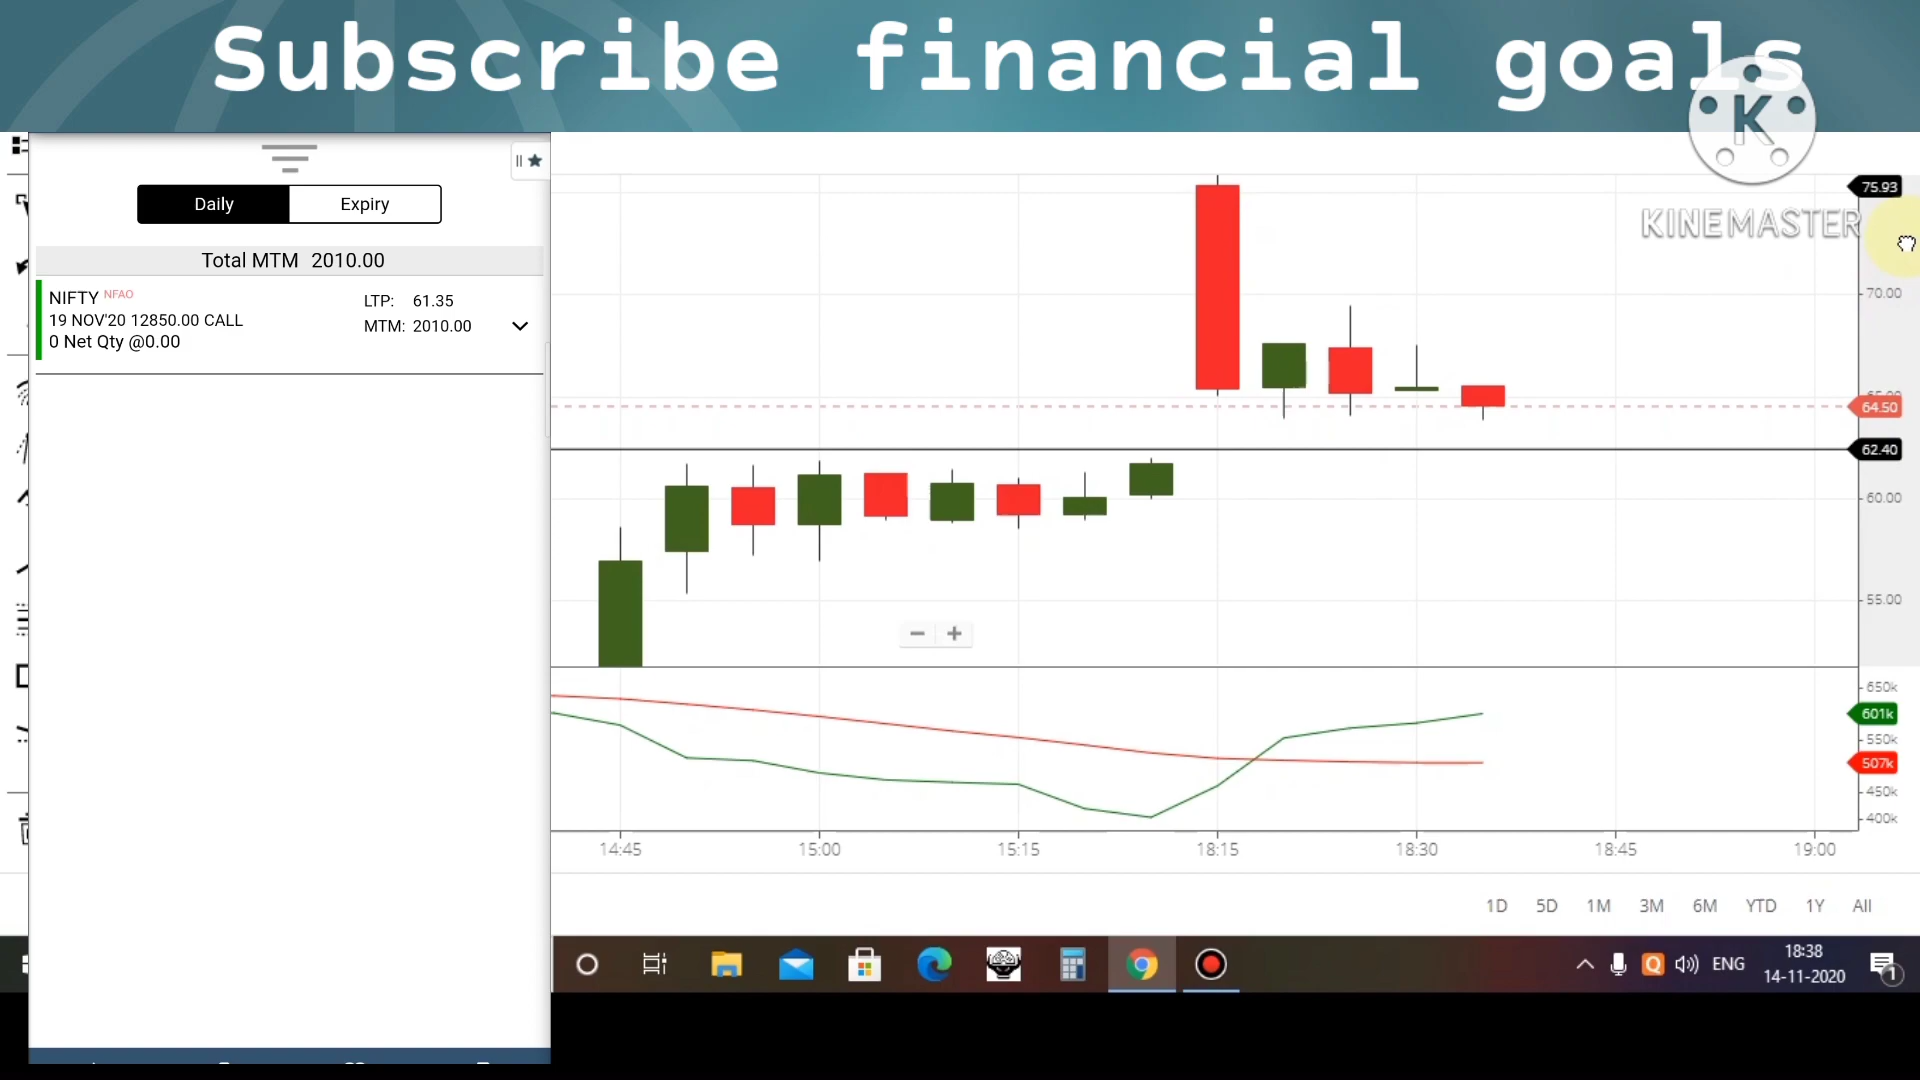 Subscribe financial goals
K
KINEMASTER
Daily
Expiry
Total MTM 2010.00
NIFTY NFAO
LTP: 61.35
19 NOV'20 12850.00 CALL
MTM: 2010.00
0 Net Qty @0.00
75.93
70.00
64.50
62.40
60.00
55.00
650k
601k
550k
507k
450k
400k
14:45 15:00 15:15 18:15 18:30 18:45 19:00
1D 5D 1M 3M 6M YTD 1Y All
ENG
18:38
14-11-2020
1